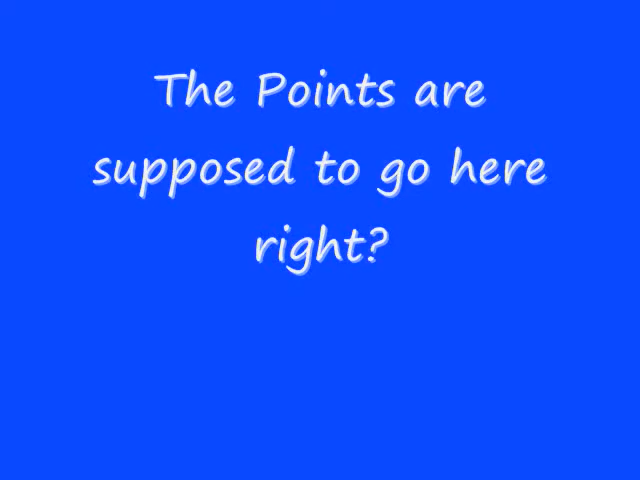 The Points are
supposed to go here
right?